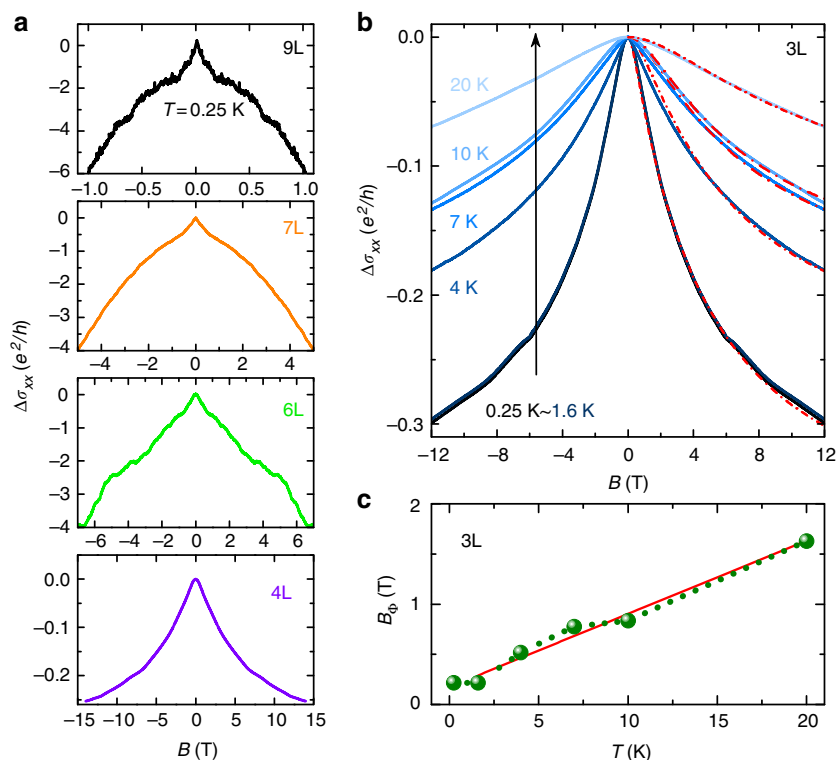 a
9L
T = 0.25 K
0
−2
−4
−6
−1.0 −0.5 0.0 0.5 1.0
7L
0
−1
−2
−3
−4
−4 −2 0 2 4
6L
0
−1
−2
−3
−4
−6 −4 −2 0 2 4 6
4L
0.0
−0.1
−0.2
−15 −10 −5 0 5 10 15
Δσxx (e²/h)
B (T)
b
3L
20 K
10 K
7 K
4 K
0.25 K~1.6 K
0.0
−0.1
−0.2
−0.3
−12 −8 −4 0 4 8 12
Δσxx (e²/h)
B (T)
c
3L
2
1
0
0 5 10 15 20
BΦ (T)
T (K)